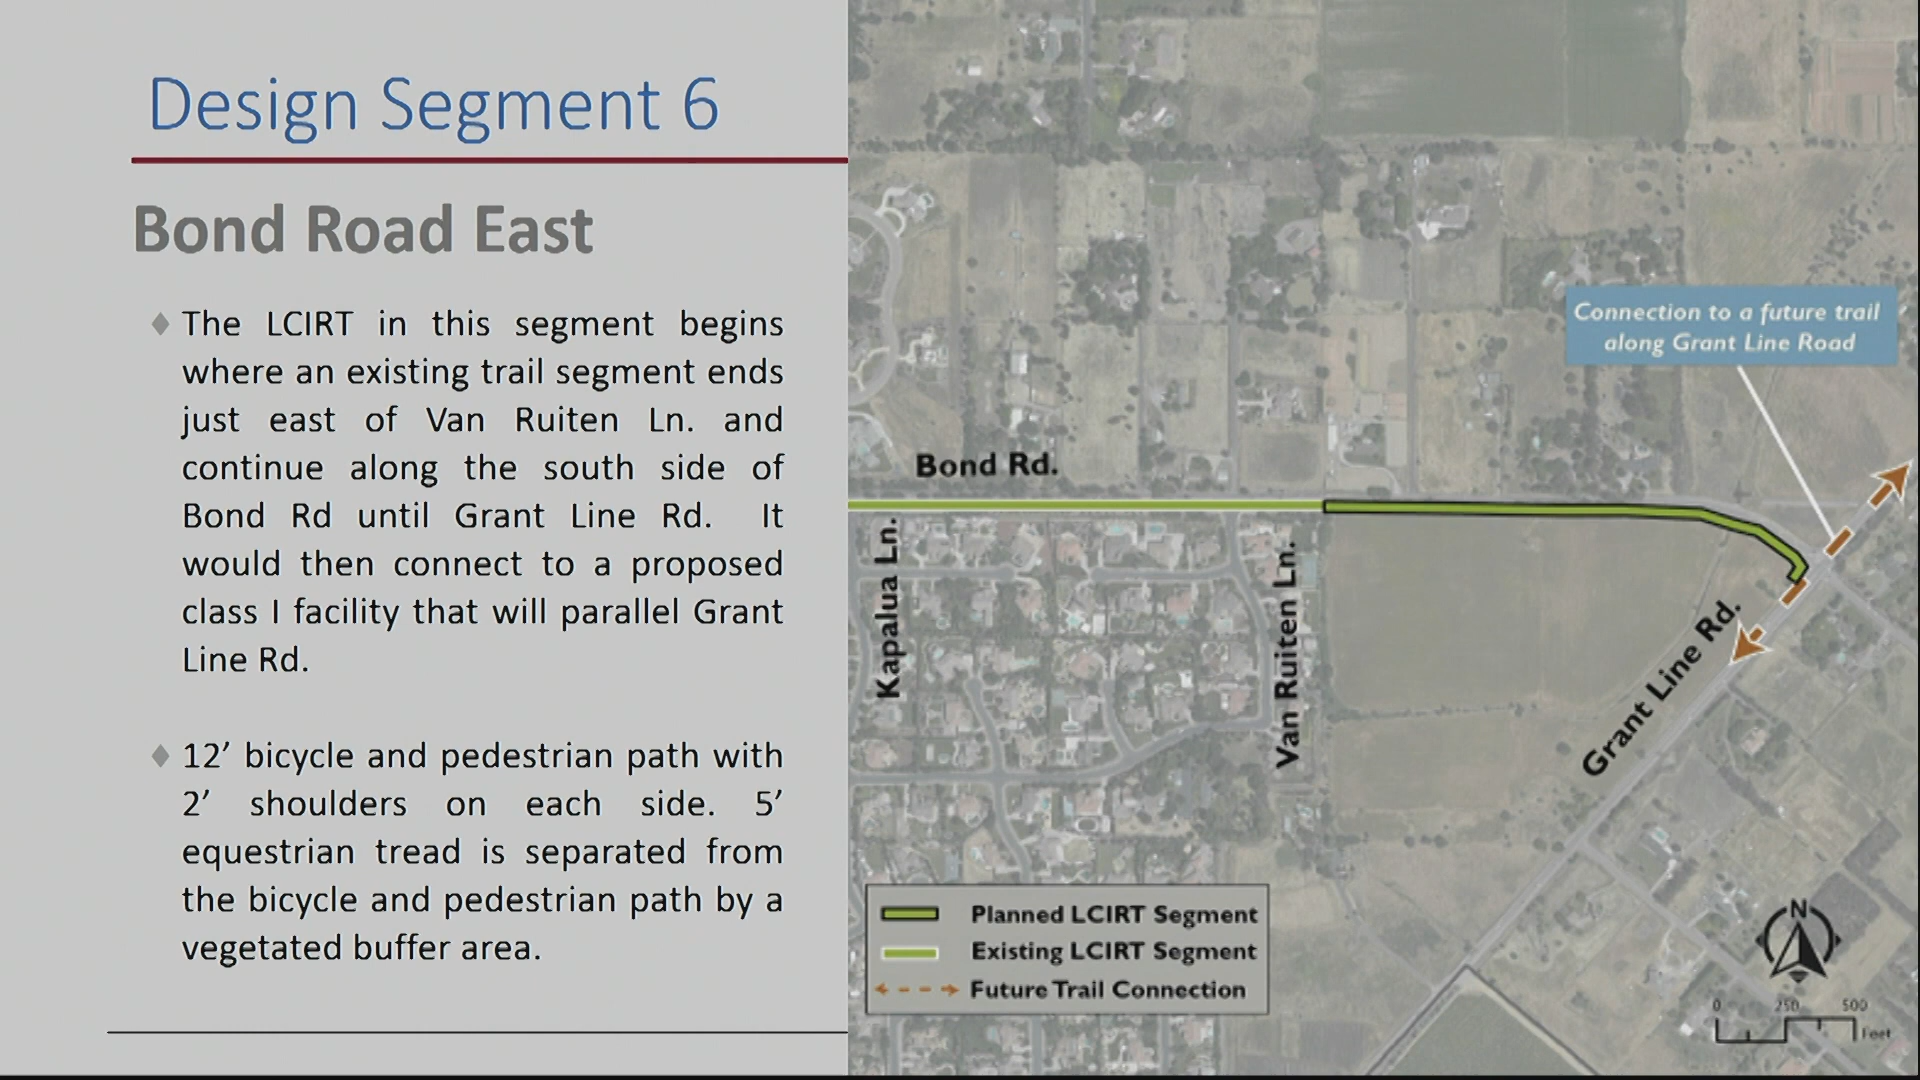 Design Segment 6
Bond Road East
The LCIRT in this segment begins
where an existing trail segment ends
just east of Van Ruiten Ln. and
continue along the south side of
Bond Rd until Grant Line Rd. It
would then connect to a proposed
class I facility that will parallel Grant
Line Rd.
12’ bicycle and pedestrian path with
2’ shoulders on each side. 5’
equestrian tread is separated from
the bicycle and pedestrian path by a
vegetated buffer area.
Connection to a future trail
along Grant Line Road
Bond Rd.
Kapalua Ln.
Van Ruiten Ln.
Grant Line Rd.
Planned LCIRT Segment
Existing LCIRT Segment
Future Trail Connection
N
0 250 500
Feet